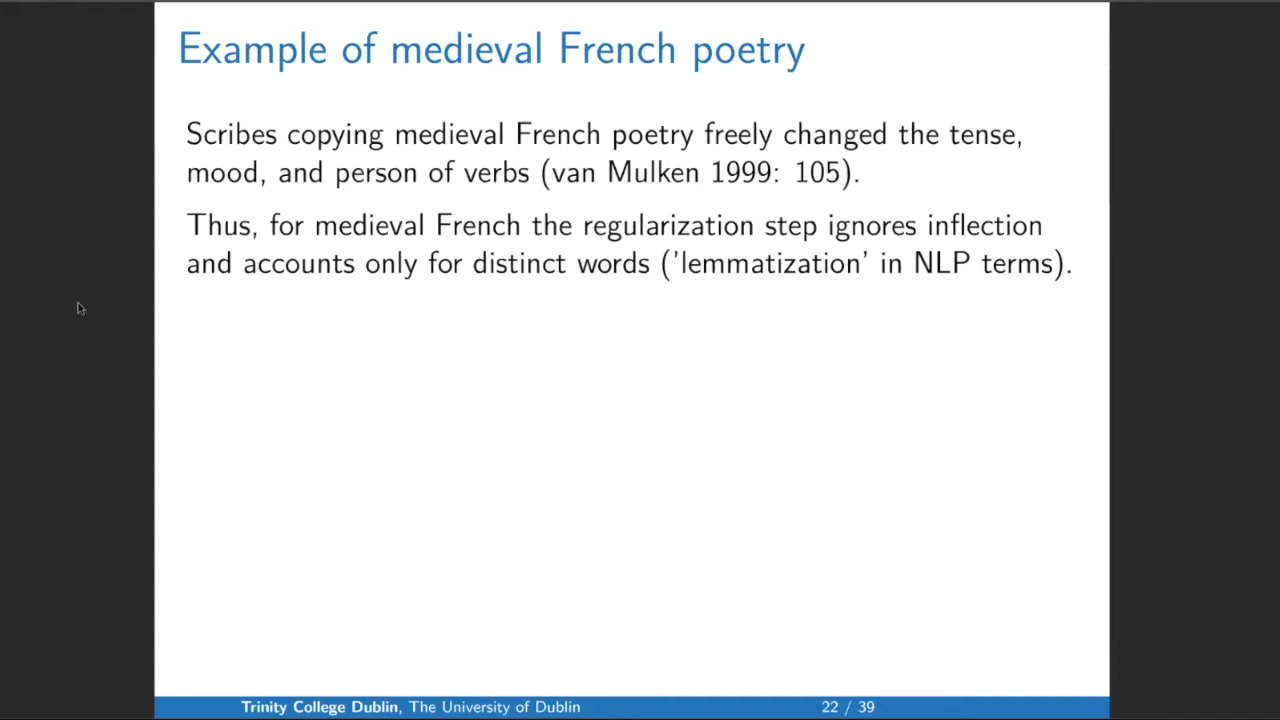 Example of medieval French poetry
Scribes copying medieval French poetry freely changed the tense,
mood, and person of verbs (van Mulken 1999: 105).
Thus, for medieval French the regularization step ignores inflection
and accounts only for distinct words ('lemmatization' in NLP terms).
Trinity College Dublin, The University of Dublin 22 / 39